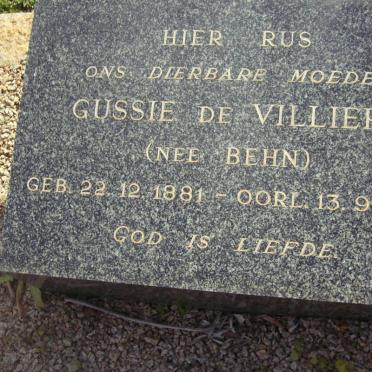 HIER RUS
ONS DIERBARE MOEDE
GUSSIE DE VILLIER
(NEE BEHN)
GEB. 22.12.1881 - OORL. 13.9
GOD IS LIEFDE.